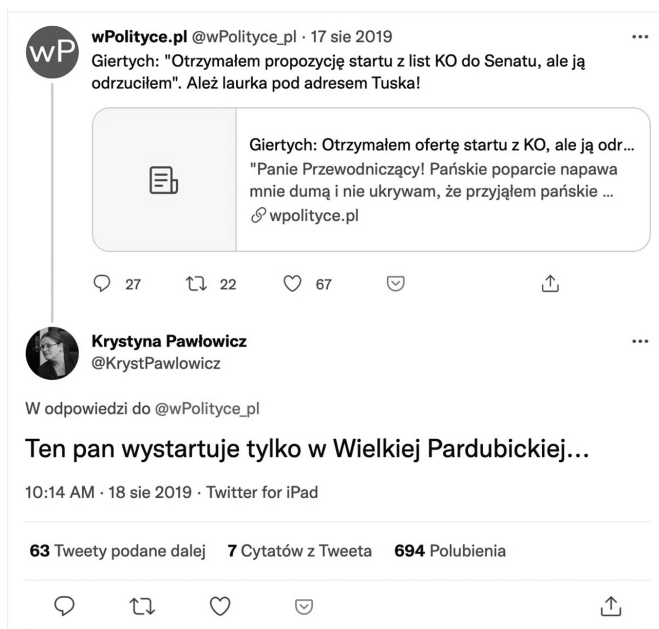 wP
wPolityce.pl @wPolityce_pl · 17 sie 2019
Giertych: "Otrzymałem propozycję startu z list KO do Senatu, ale ją
odrzuciłem". Ależ laurka pod adresem Tuska!
Giertych: Otrzymałem ofertę startu z KO, ale ją odr...
"Panie Przewodniczący! Pańskie poparcie napawa
mnie dumą i nie ukrywam, że przyjąłem pańskie ...
wpolityce.pl
27 22 67
Krystyna Pawłowicz
@KrystPawlowicz
W odpowiedzi do @wPolityce_pl
Ten pan wystartuje tylko w Wielkiej Pardubickiej...
10:14 AM · 18 sie 2019 · Twitter for iPad
63 Tweety podane dalej 7 Cytatów z Tweeta 694 Polubienia